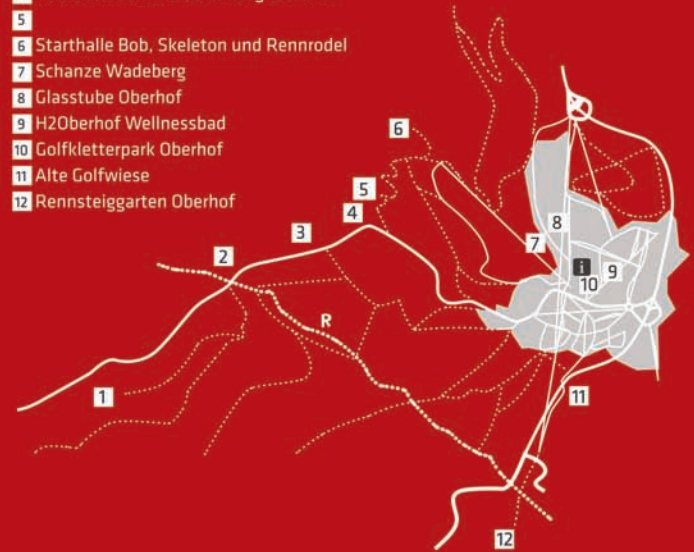 5
6 Starthalle Bob, Skeleton und Rennrodel
7 Schanze Wadeberg
8 Glasstube Oberhof
9 H2Oberhof Wellnessbad
10 Golfkletterpark Oberhof
11 Alte Golfwiese
12 Rennsteiggarten Oberhof
6
5
4
3
2
8
7
i
9
10
R
1
11
12